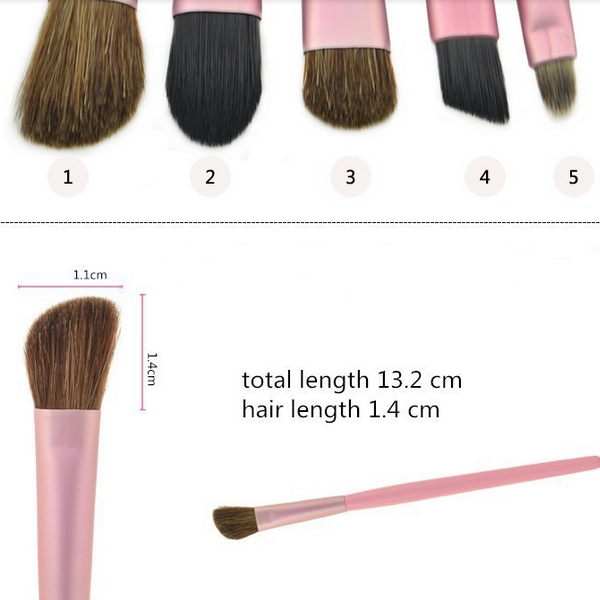 1 2 3 4 5
1.1cm
1.4cm
total length 13.2 cm
hair length 1.4 cm